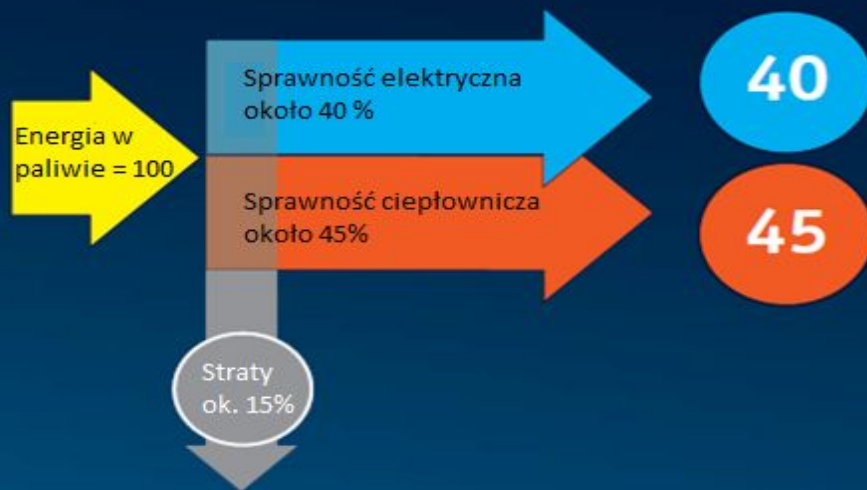 Energia w
paliwie = 100
Sprawność elektryczna
około 40 %
40
Sprawność ciepłownicza
około 45%
45
Straty
ok. 15%